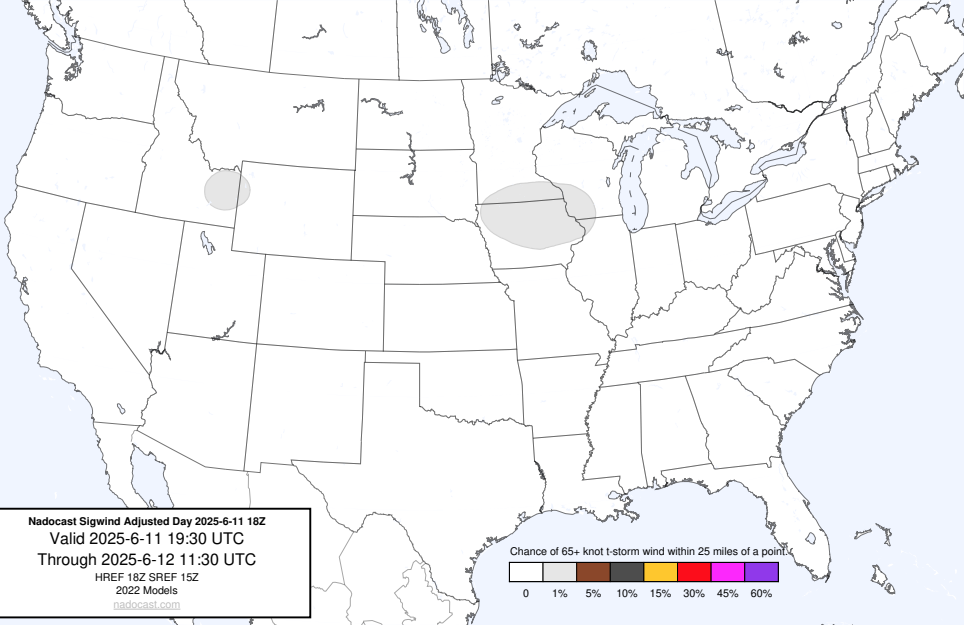 Nadocast Sigwind Adjusted Day 2025-6-11 18Z
Valid 2025-6-11 19:30 UTC
Through 2025-6-12 11:30 UTC
HREF 18Z SREF 15Z
2022 Models
nadocast.com
Chance of 65+ knot t-storm wind within 25 miles of a point.
0 1% 5% 10% 15% 30% 45% 60%